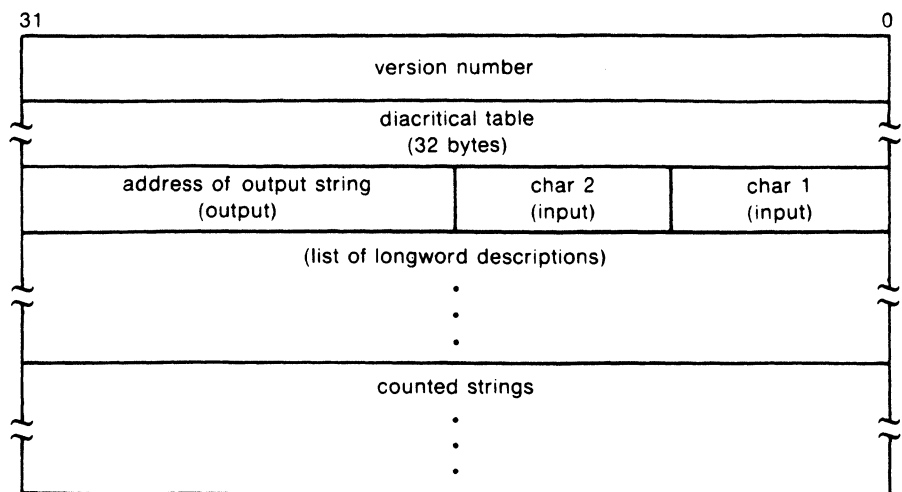 31 0
version number
diacritical table
(32 bytes)
address of output string char 2 char 1
(output) (input) (input)
(list of longword descriptions)
counted strings